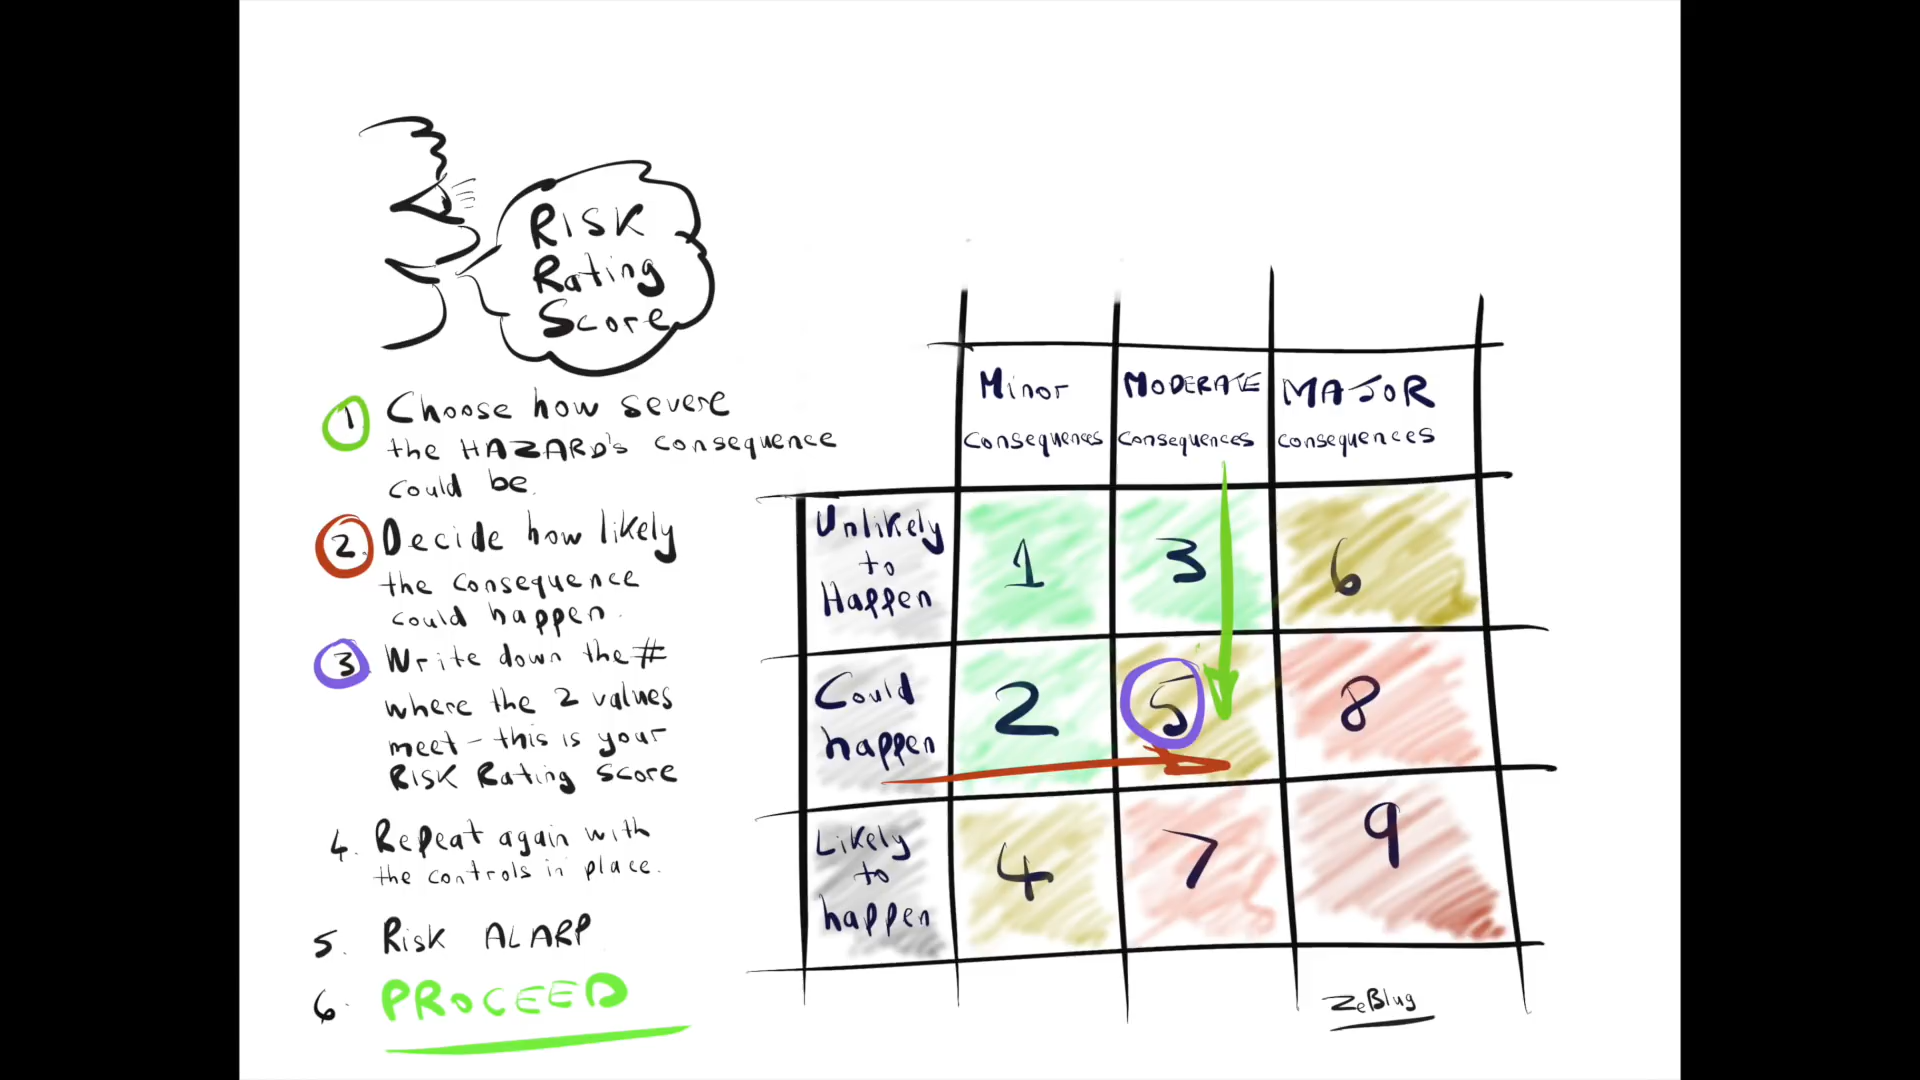 RISK
Rating
Score
1 Choose how severe
the HAZARD's consequence
could be.
2. Decide how likely
the consequence
could happen.
3 Write down the #
where the 2 values
meet - this is your
RISK Rating score
4. Repeat again with
the controls in place.
5. Risk ALARP
6. PROCEED
Minor
consequences
MODERATE
consequences
MAJOR
consequences
Unlikely
to
Happen
1
3
6
Could
happen
2
5
8
Likely
to
happen
4
7
9
ZeBlug